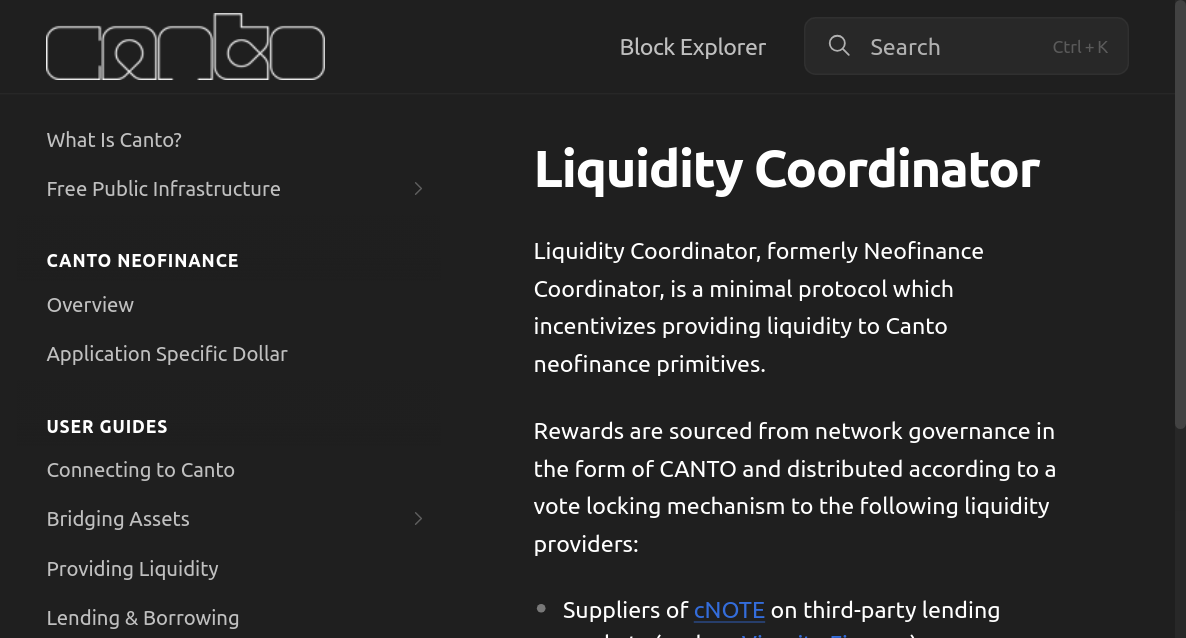 canto
Block Explorer
Search
Ctrl + K
What Is Canto?
Free Public Infrastructure
CANTO NEOFINANCE
Overview
Application Specific Dollar
USER GUIDES
Connecting to Canto
Bridging Assets
Providing Liquidity
Lending & Borrowing
Liquidity Coordinator
Liquidity Coordinator, formerly Neofinance
Coordinator, is a minimal protocol which
incentivizes providing liquidity to Canto
neofinance primitives.
Rewards are sourced from network governance in
the form of CANTO and distributed according to a
vote locking mechanism to the following liquidity
providers:
Suppliers of cNOTE on third-party lending